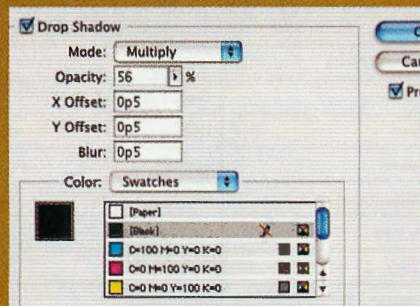 Drop Shadow
Mode: Multiply
Opacity: 56 %
X Offset: 0p5
Y Offset: 0p5
Blur: 0p5
Color: Swatches
[Paper]
[Black]
C=100 M=0 Y=0 K=0
C=0 M=100 Y=0 K=0
C=0 M=0 Y=100 K=0